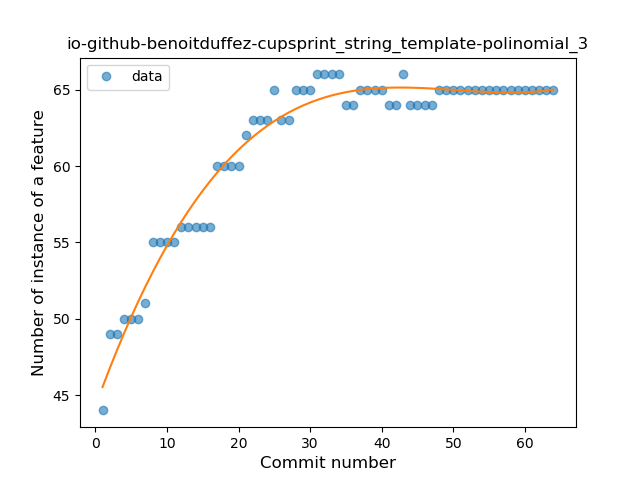 io-github-benoitduffez-cupsprint_string_template-polinomial_3
data
Number of instance of a feature
65
60
55
50
45
0 10 20 30 40 50 60
Commit number